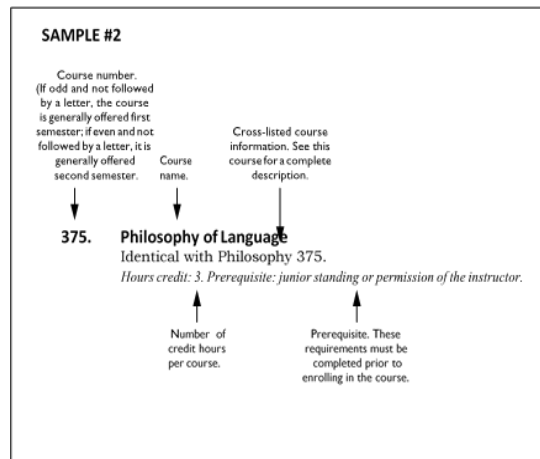 SAMPLE #2
Course number.
(If odd and not followed
by a letter, the course
is generally offered first
semester; if even and not
followed by a letter, it is
generally offered
second semester.
Course
name.
Cross-listed course
information. See this
course for a complete
description.
375. Philosophy of Language
Identical with Philosophy 375.
Hours credit: 3. Prerequisite: junior standing or permission of the instructor.
Number of
credit hours
per course.
Prerequisite. These
requirements must be
completed prior to
enrolling in the course.